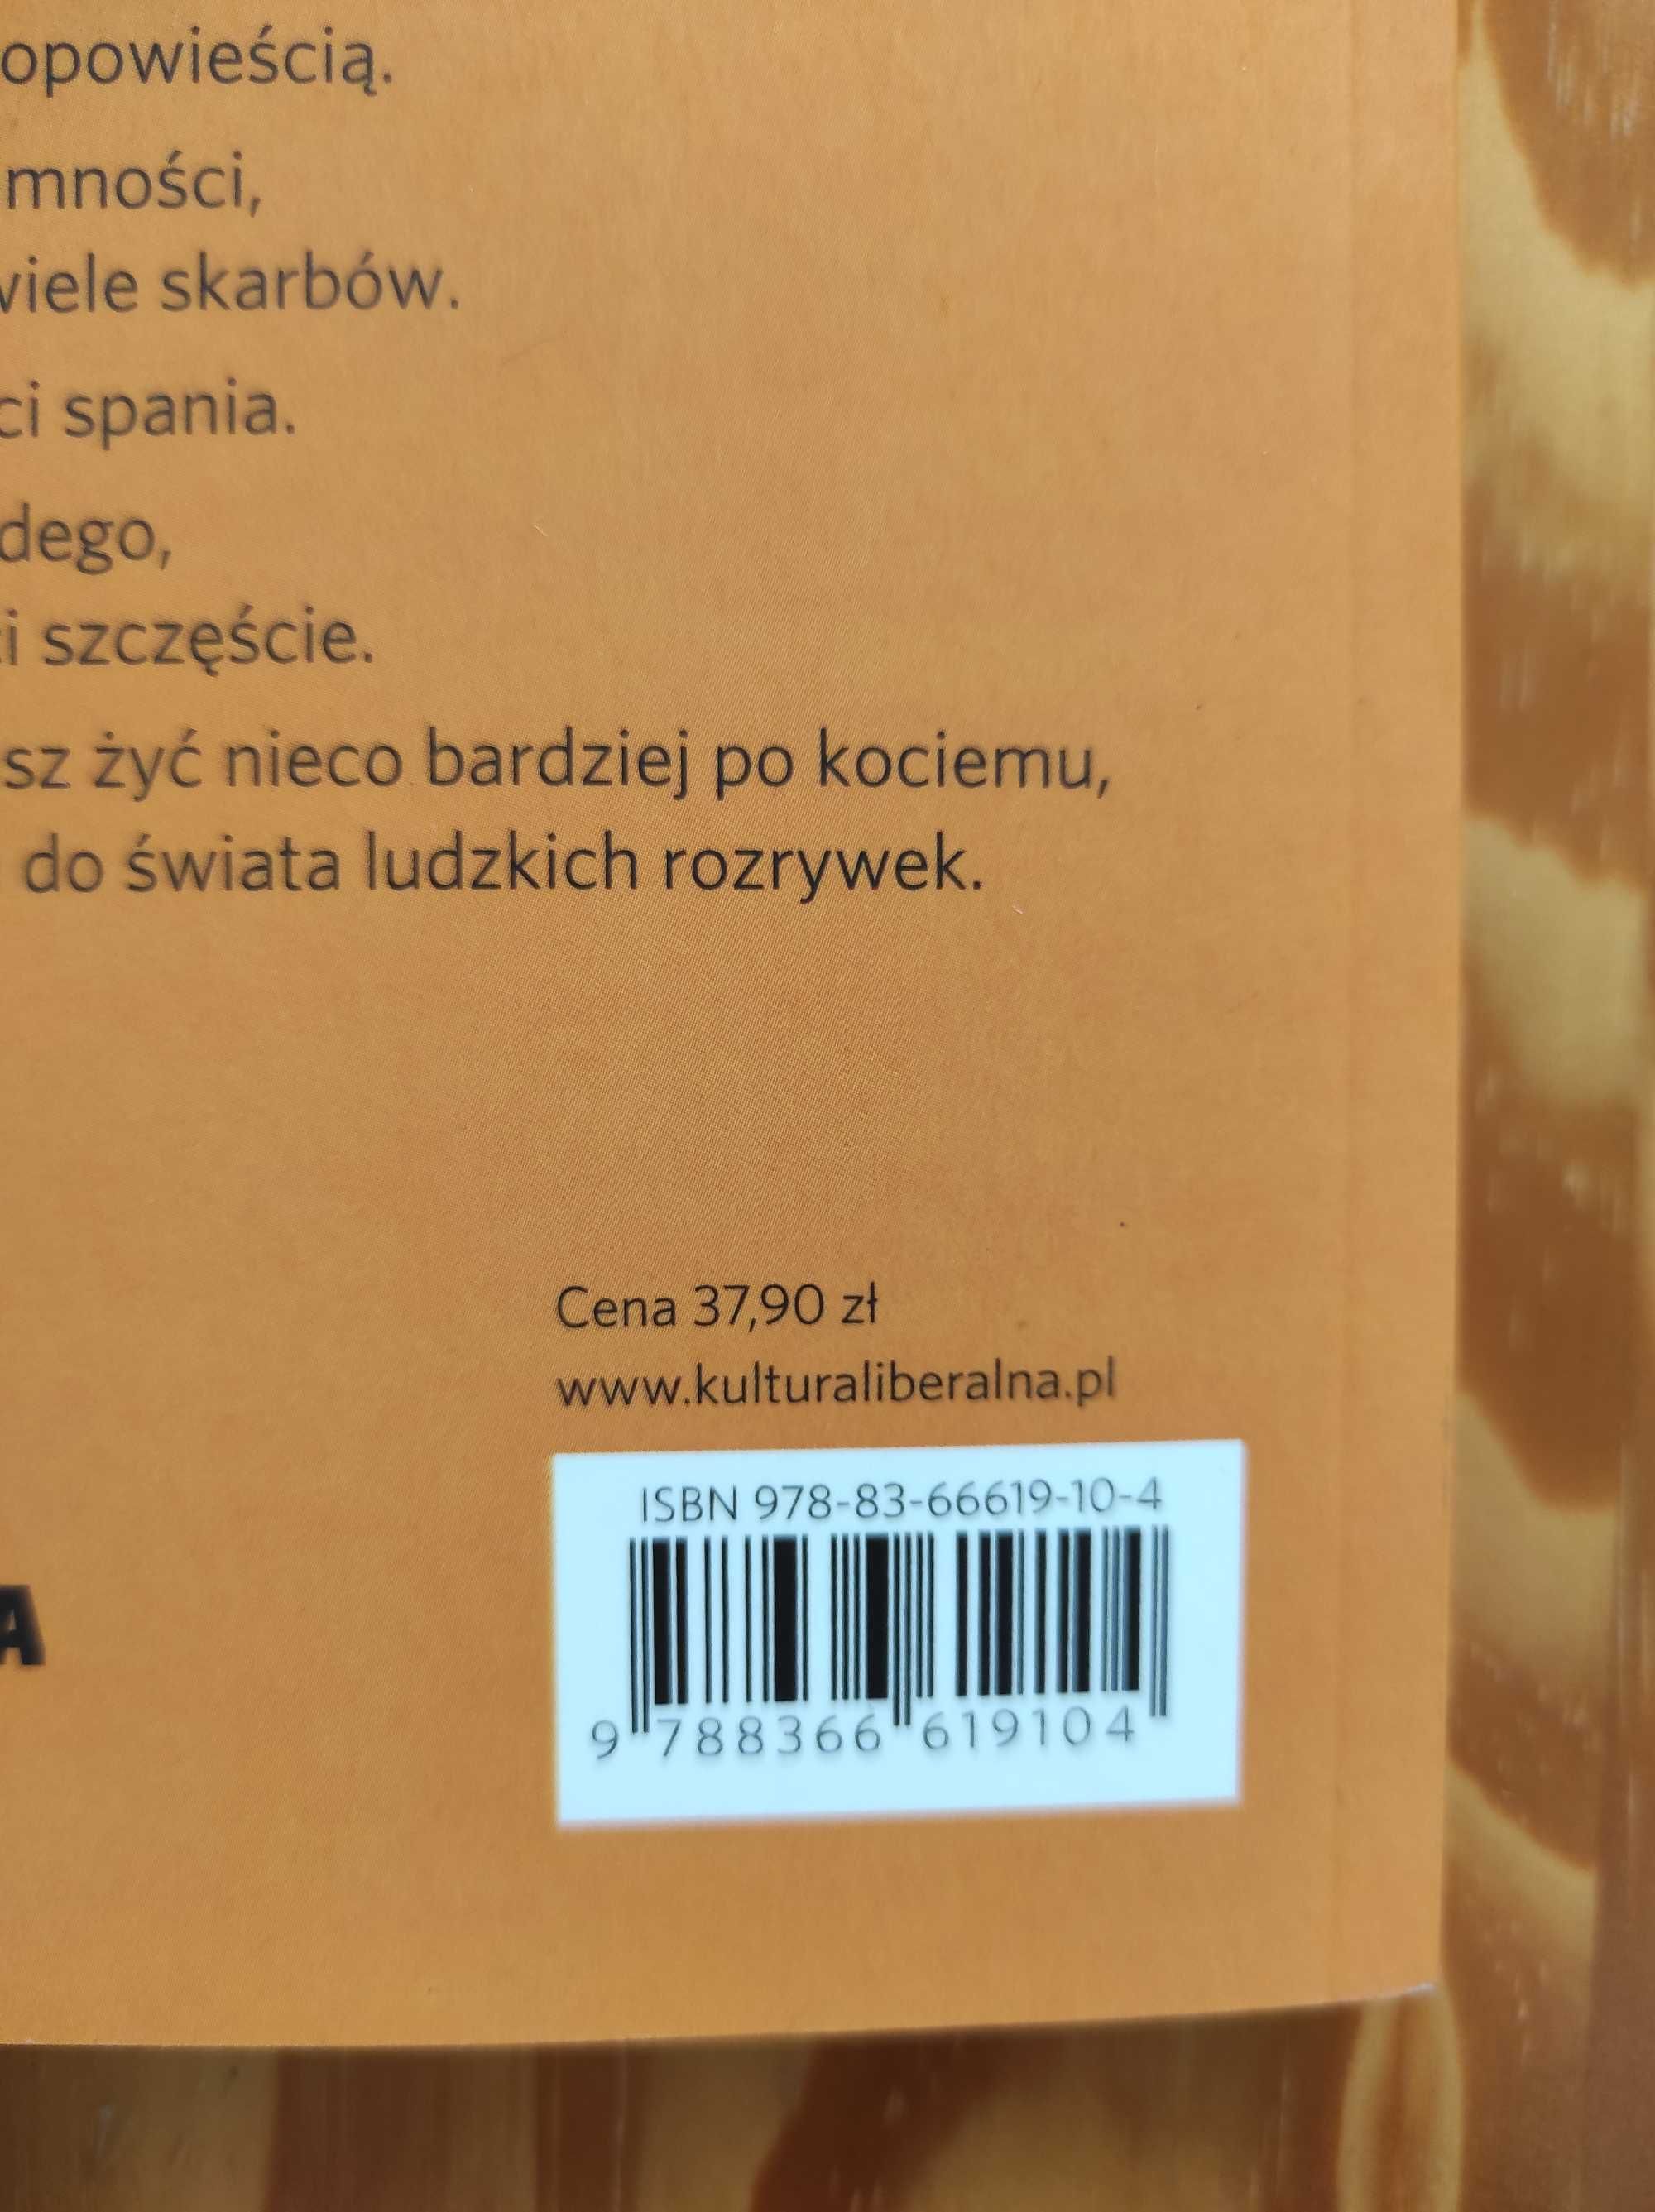 opowieścią.
mności,
wiele skarbów.
ci spania.
dego,
i szczęście.
sz żyć nieco bardziej po kociemu,
do świata ludzkich rozrywek.
Cena 37,90 zł
www.kulturaliberalna.pl
ISBN 978-83-66619-10-4
A
9 788366 619104